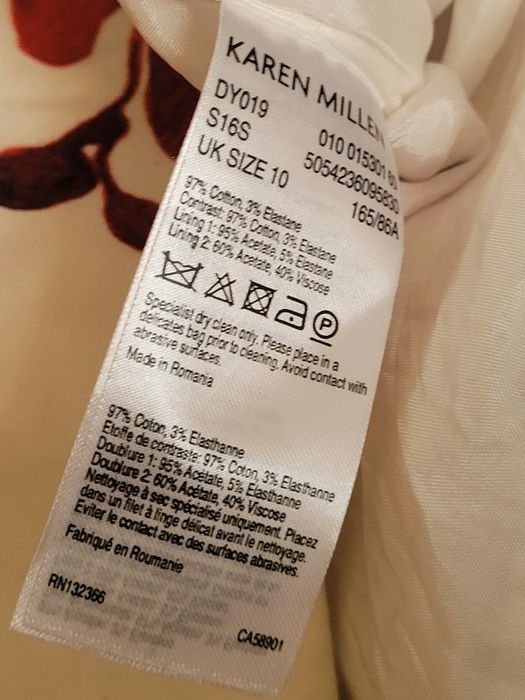 KAREN MILLEN
DY019 010 015301 80
S16S 5054236095830
UK SIZE 10 165/86A
97% Cotton, 3% Elastane
Contrast: 97% Cotton, 3% Elastane
Lining 1: 95% Acetate, 5% Elastane
Lining 2: 60% Acetate, 40% Viscose
P
Specialist dry clean only. Please place in a
delicates bag prior to cleaning. Avoid contact with
abrasive surfaces.
Made in Romania
97% Coton, 3% Elasthanne
Etoffe de contraste: 97% Coton, 3% Elasthanne
Doublure 1: 95% Acétate, 5% Elasthanne
Doublure 2: 60% Acétate, 40% Viscose
Nettoyage à sec spécialisé uniquement. Placez
dans un filet à linge délicat avant le nettoyage.
Eviter le contact avec des surfaces abrasives.
Fabriqué en Roumanie
RN132366 CA58901